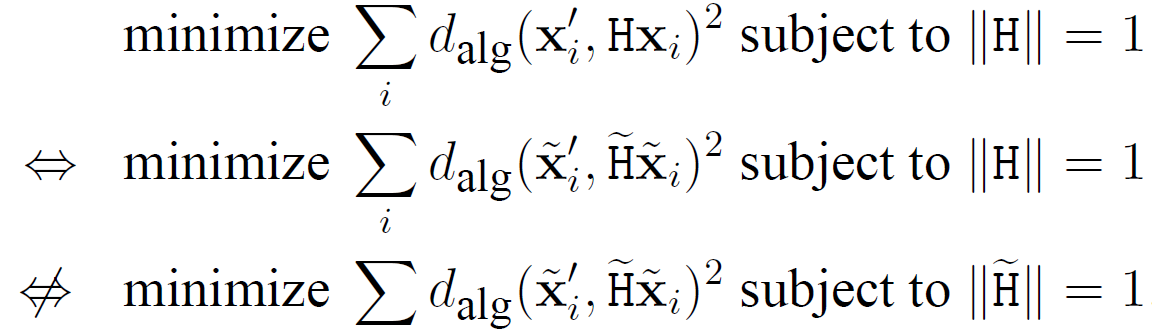 minimize ∑_i d_alg(x′_i, Hx_i)² subject to ||H|| = 1
⇔ minimize ∑_i d_alg(x̃′_i, H̃x̃_i)² subject to ||H|| = 1
⇎ minimize ∑ d_alg(x̃′_i, H̃x̃_i)² subject to ||H̃|| = 1.